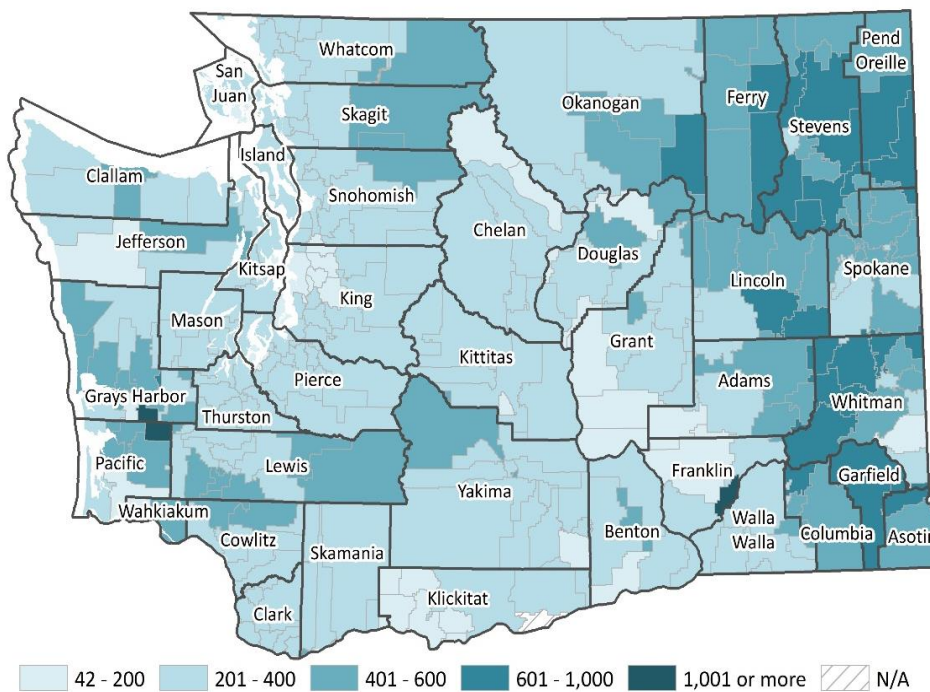 Whatcom
San
Juan
Skagit
Island
Clallam
Snohomish
Jefferson
Kitsap
King
Mason
Grays Harbor
Thurston
Pierce
Pacific
Lewis
Wahkiakum
Cowlitz
Skamania
Clark
Okanogan
Chelan
Douglas
Kittitas
Grant
Yakima
Klickitat
Benton
Ferry
Stevens
Pend
Oreille
Lincoln
Spokane
Adams
Whitman
Franklin
Walla
Walla
Columbia
Garfield
Asotin
42 - 200
201 - 400
401 - 600
601 - 1,000
1,001 or more
N/A